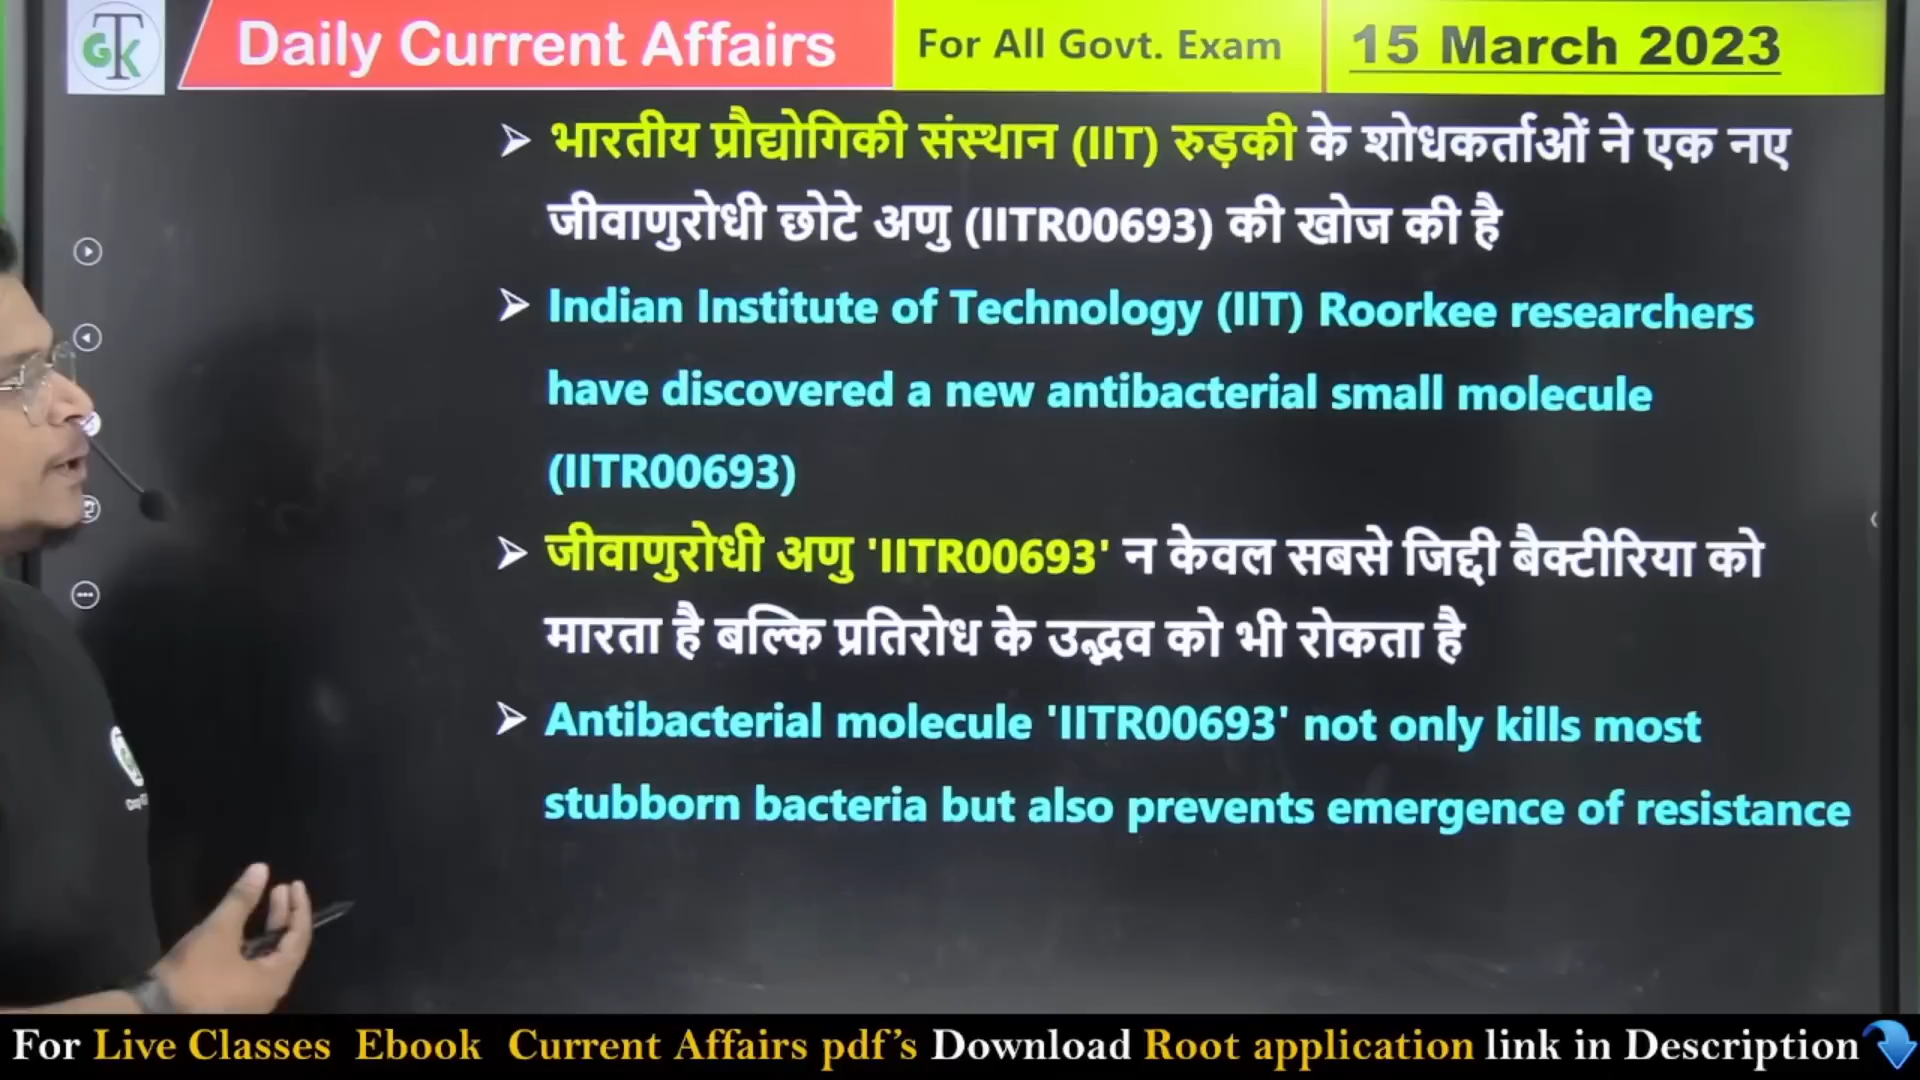 GTK
Daily Current Affairs
For All Govt. Exam
15 March 2023
भारतीय प्रौद्योगिकी संस्थान (IIT) रुड़की के शोधकर्ताओं ने एक नए
जीवाणुरोधी छोटे अणु (IITR00693) की खोज की है
Indian Institute of Technology (IIT) Roorkee researchers
have discovered a new antibacterial small molecule
(IITR00693)
जीवाणुरोधी अणु 'IITR00693' न केवल सबसे जिद्दी बैक्टीरिया को
मारता है बल्कि प्रतिरोध के उद्भव को भी रोकता है
Antibacterial molecule 'IITR00693' not only kills most
stubborn bacteria but also prevents emergence of resistance
For Live Classes Ebook Current Affairs pdf’s Download Root application link in Description